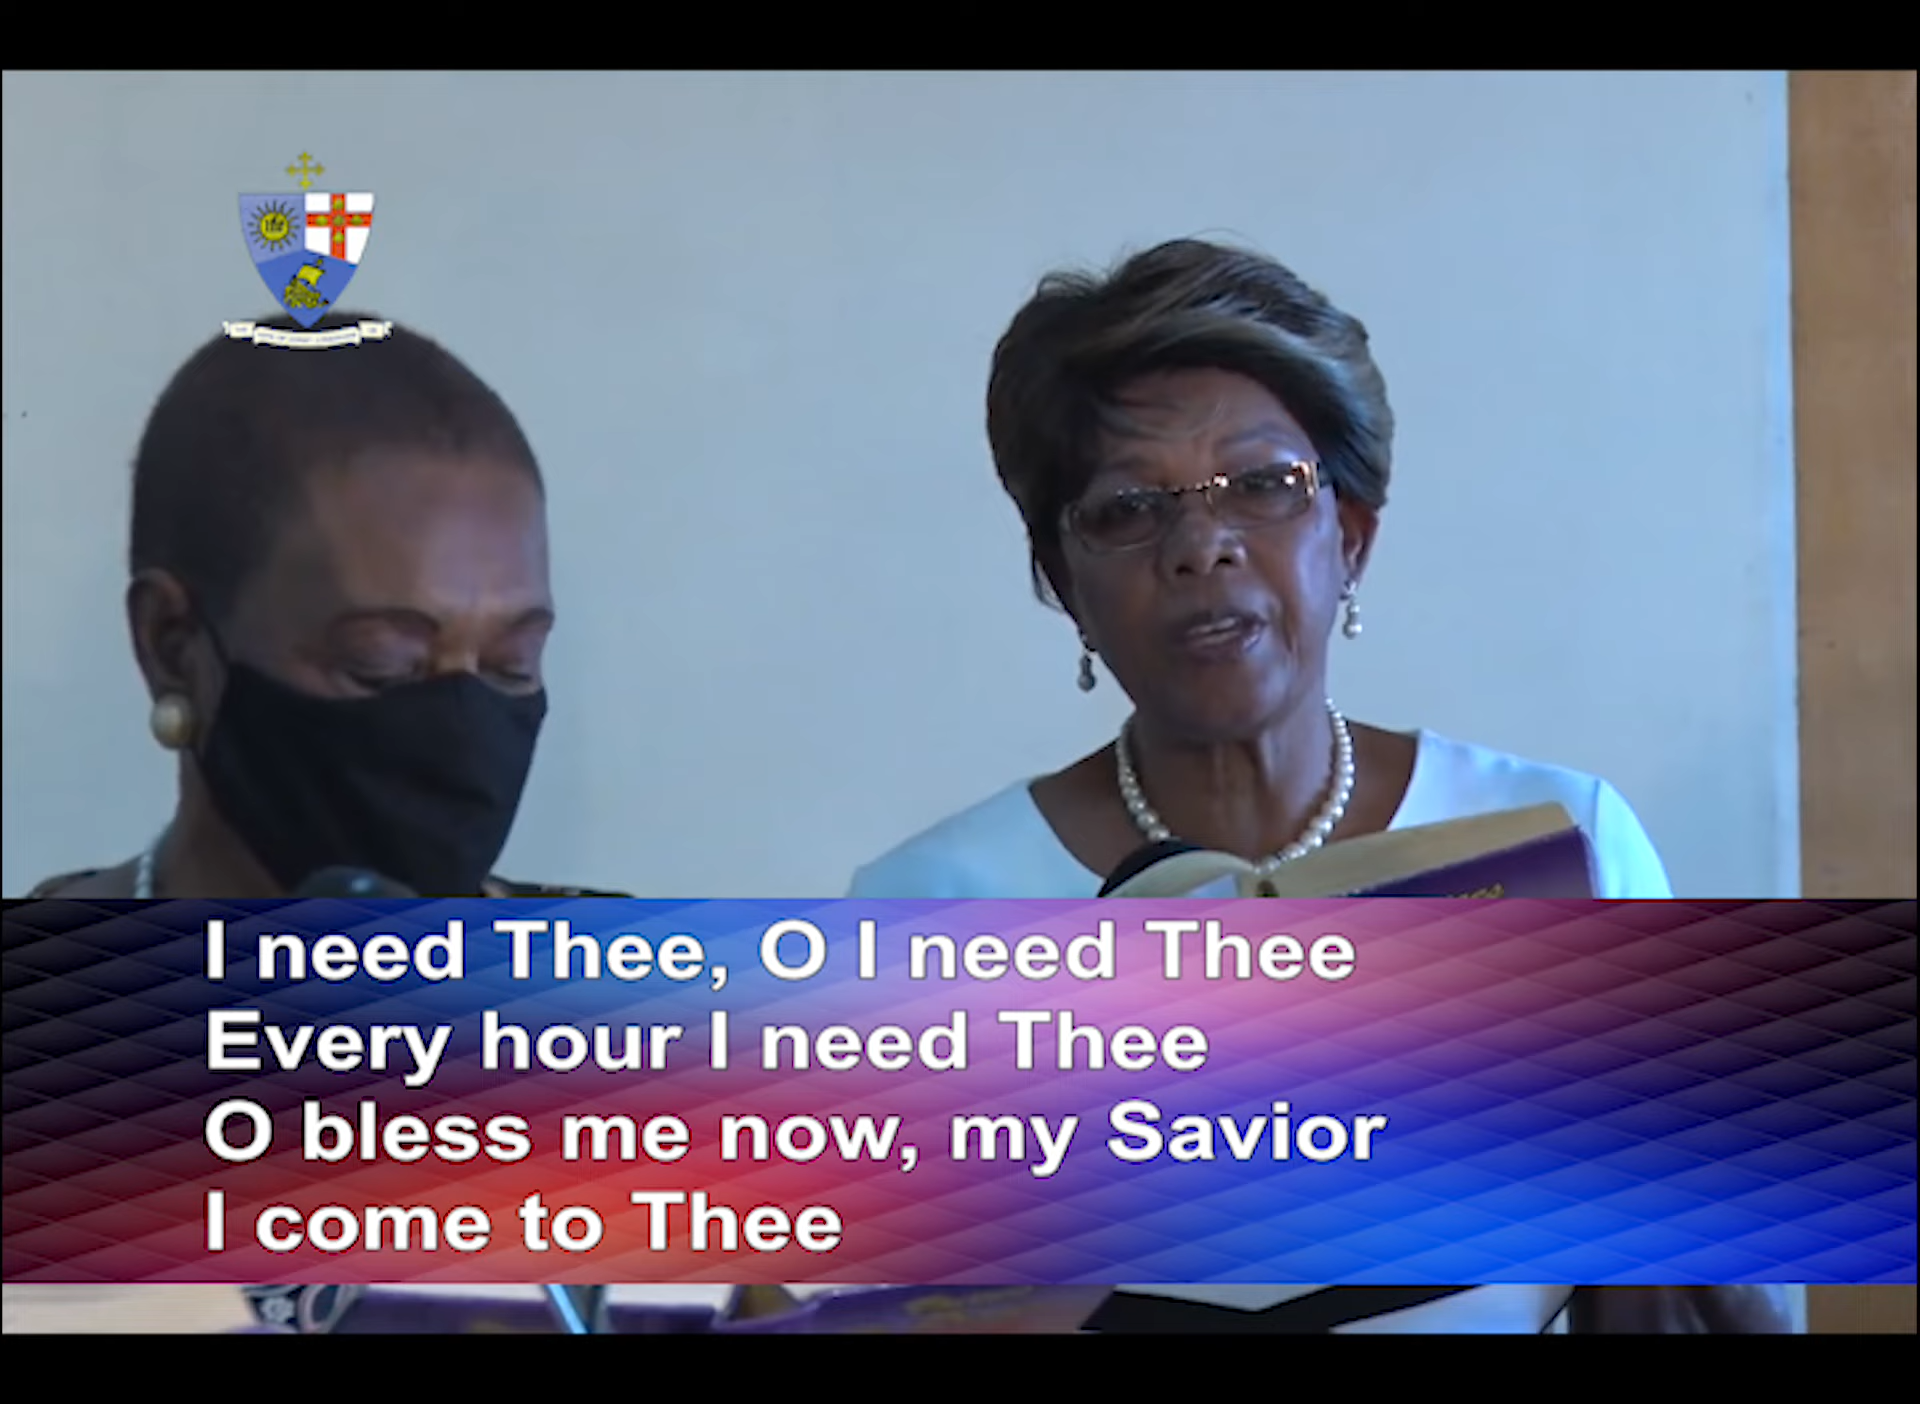 I need Thee, O I need Thee
Every hour I need Thee
O bless me now, my Savior
I come to Thee